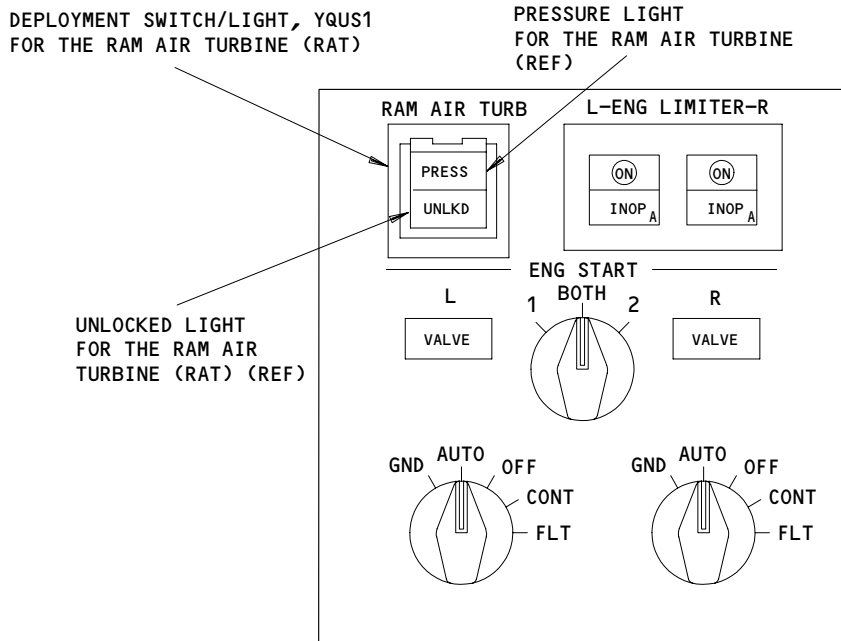 DEPLOYMENT SWITCH/LIGHT, YQUS1
FOR THE RAM AIR TURBINE (RAT)
PRESSURE LIGHT
FOR THE RAM AIR TURBINE
(REF)
RAM AIR TURB
L-ENG LIMITER-R
PRESS
UNLKD
ON
INOP A
ON
INOP A
ENG START
L
1
BOTH
2
R
VALVE
VALVE
UNLOCKED LIGHT
FOR THE RAM AIR
TURBINE (RAT) (REF)
GND
AUTO
OFF
CONT
FLT
GND
AUTO
OFF
CONT
FLT